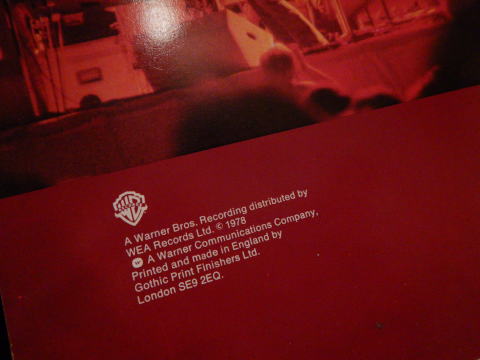 A Warner Bros. Recording distributed by
WEA Records Ltd. © 1978
A Warner Communications Company,
Printed and made in England by
Gothic Print Finishers Ltd.
London SE9 2EQ.